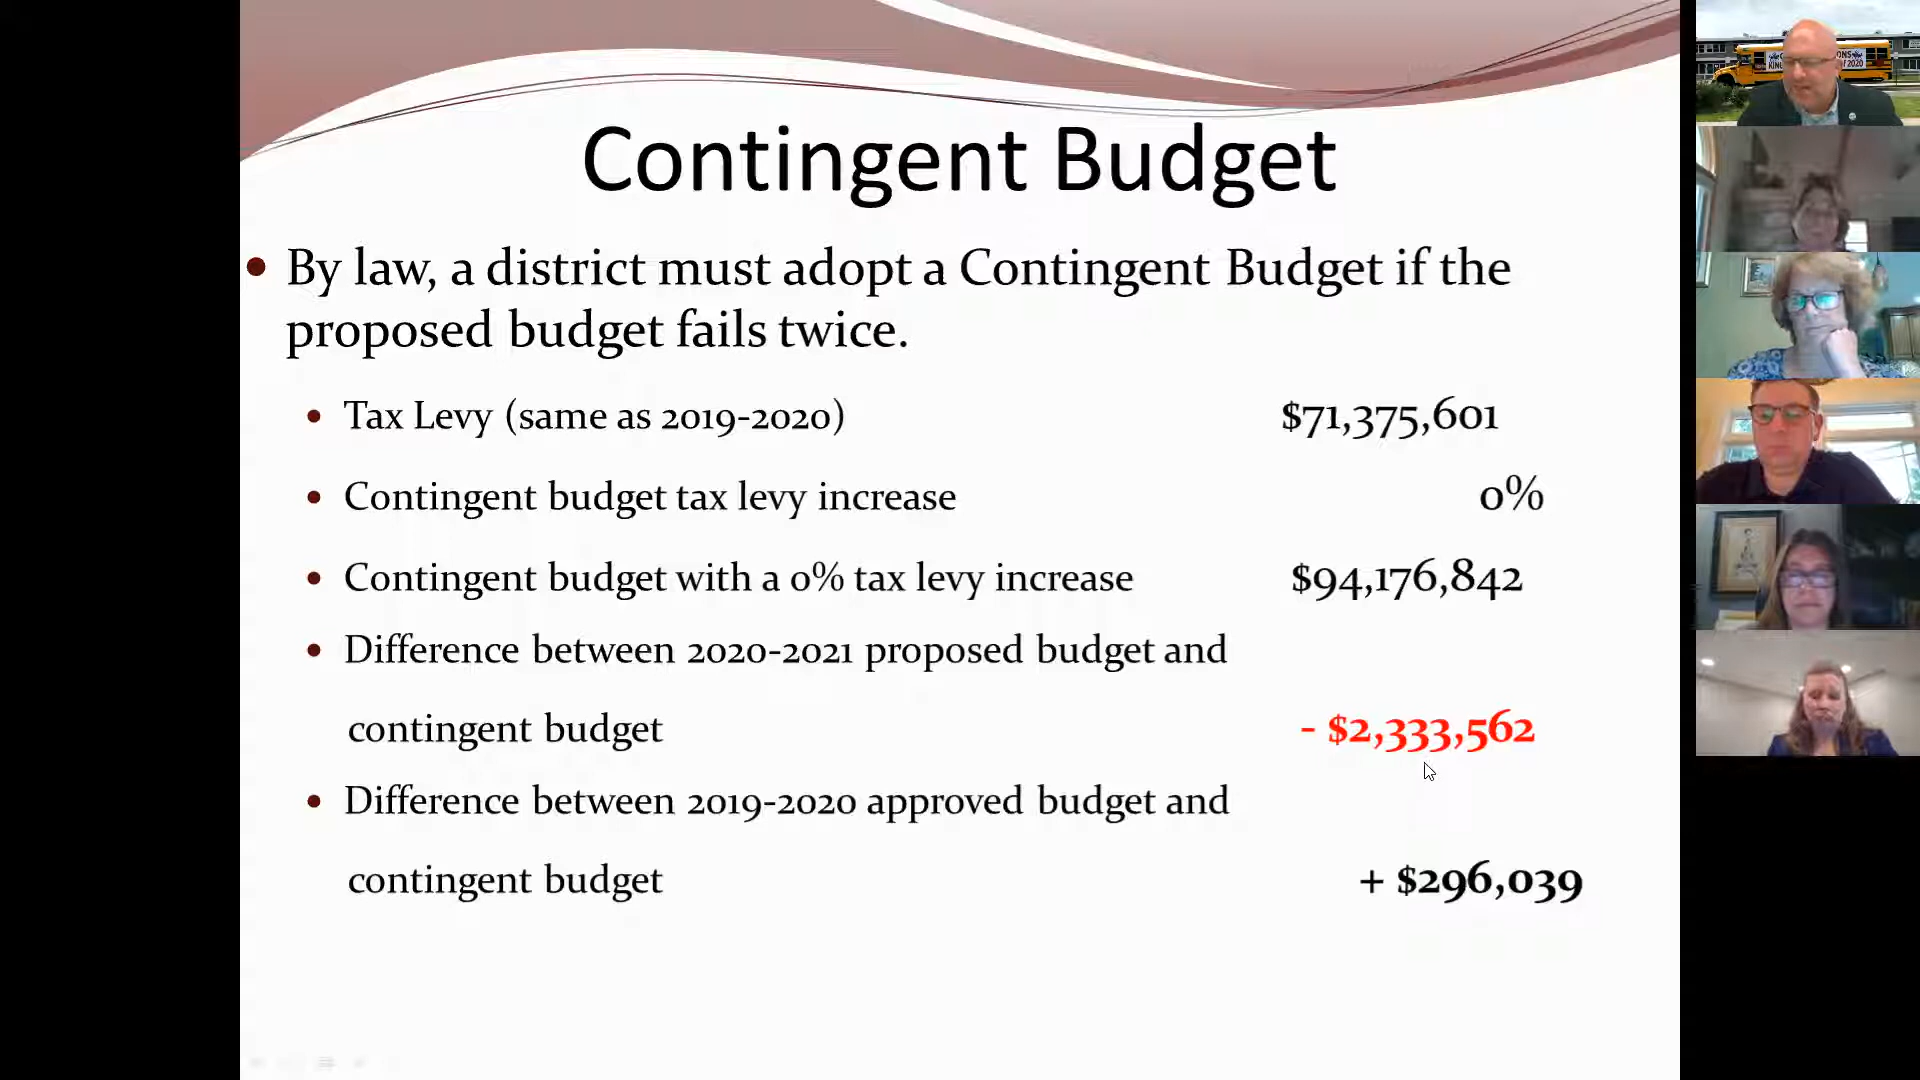 Contingent Budget
• By law, a district must adopt a Contingent Budget if the
proposed budget fails twice.
• Tax Levy (same as 2019-2020) $71,375,601
• Contingent budget tax levy increase 0%
• Contingent budget with a 0% tax levy increase $94,176,842
• Difference between 2020-2021 proposed budget and
contingent budget - $2,333,562
• Difference between 2019-2020 approved budget and
contingent budget + $296,039